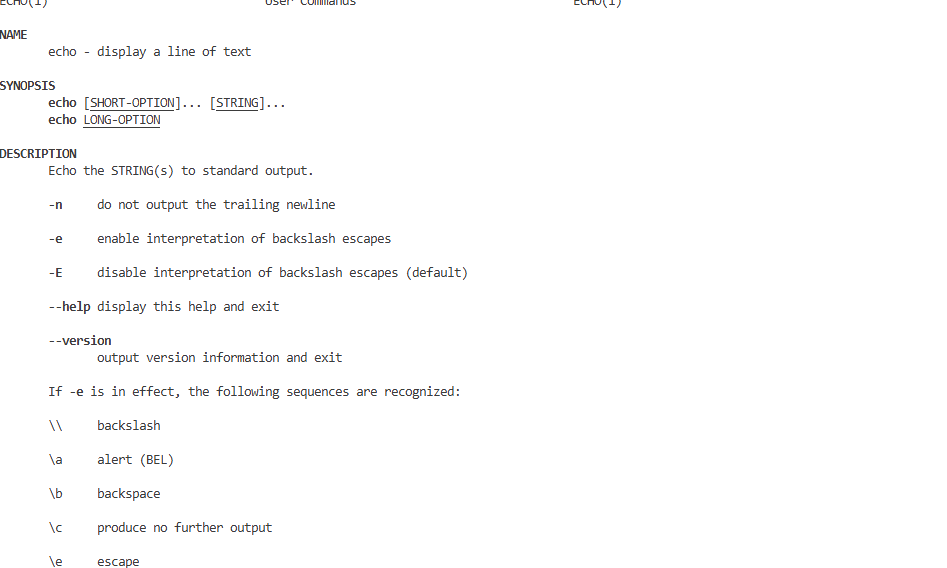 ECHO(1) User Commands ECHO(1)
NAME
echo - display a line of text
SYNOPSIS
echo [SHORT-OPTION]... [STRING]...
echo LONG-OPTION
DESCRIPTION
Echo the STRING(s) to standard output.
-n do not output the trailing newline
-e enable interpretation of backslash escapes
-E disable interpretation of backslash escapes (default)
--help display this help and exit
--version
output version information and exit
If -e is in effect, the following sequences are recognized:
\\ backslash
\a alert (BEL)
\b backspace
\c produce no further output
\e escape